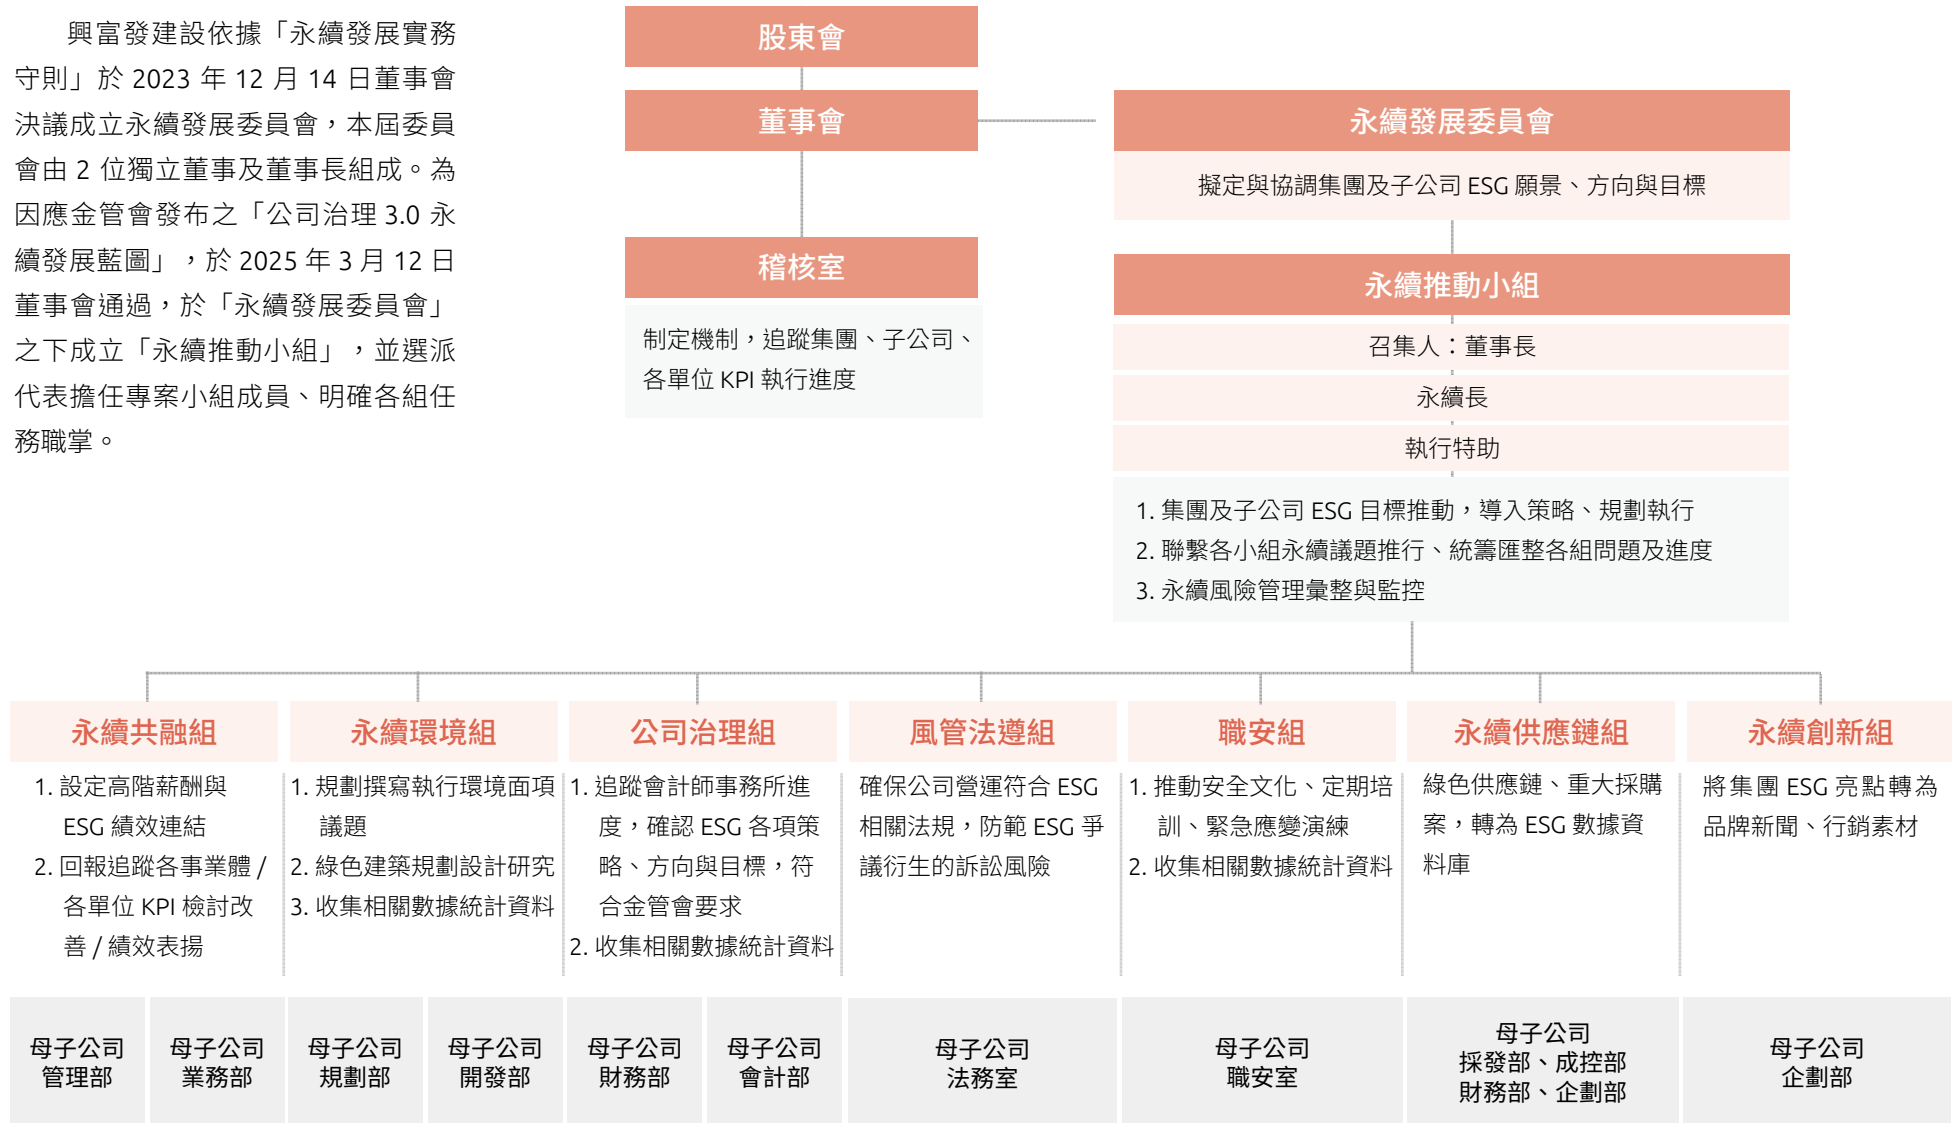 興富發建設依據「永續發展實務
守則」於 2023 年 12 月 14 日董事會
決議成立永續發展委員會，本屆委員
會由 2 位獨立董事及董事長組成。為
因應金管會發布之「公司治理 3.0 永
續發展藍圖」，於 2025 年 3 月 12 日
董事會通過，於「永續發展委員會」
之下成立「永續推動小組」，並選派
代表擔任專案小組成員、明確各組任
務職掌。
股東會
董事會
稽核室
制定機制，追蹤集團、子公司、
各單位 KPI 執行進度
永續發展委員會
擬定與協調集團及子公司 ESG 願景、方向與目標
永續推動小組
召集人：董事長
永續長
執行特助
1. 集團及子公司 ESG 目標推動，導入策略、規劃執行
2. 聯繫各小組永續議題推行、統籌匯整各組問題及進度
3. 永續風險管理彙整與監控
永續共融組
1. 設定高階薪酬與
ESG 績效連結
2. 回報追蹤各事業體 /
各單位 KPI 檢討改
善 / 績效表揚
母子公司
管理部
母子公司
業務部
永續環境組
1. 規劃撰寫執行環境面項
議題
2. 綠色建築規劃設計研究
3. 收集相關數據統計資料
母子公司
規劃部
母子公司
開發部
公司治理組
1. 追蹤會計師事務所進
度，確認 ESG 各項策
略、方向與目標，符
合金管會要求
2. 收集相關數據統計資料
母子公司
財務部
母子公司
會計部
風管法遵組
確保公司營運符合 ESG
相關法規，防範 ESG 爭
議衍生的訴訟風險
母子公司
法務室
職安組
1. 推動安全文化、定期培
訓、緊急應變演練
2. 收集相關數據統計資料
母子公司
職安室
永續供應鏈組
綠色供應鏈、重大採購
案，轉為 ESG 數據資
料庫
母子公司
採發部、成控部
財務部、企劃部
永續創新組
將集團 ESG 亮點轉為
品牌新聞、行銷素材
母子公司
企劃部